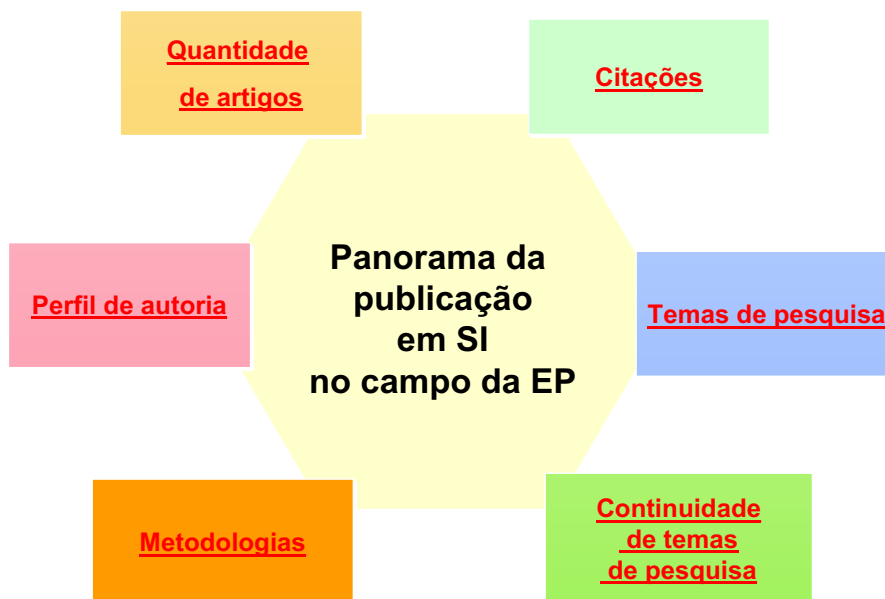 Quantidade
de artigos
Citações
Perfil de autoria
Panorama da
publicação
em SI
no campo da EP
Temas de pesquisa
Metodologias
Continuidade
de temas
de pesquisa